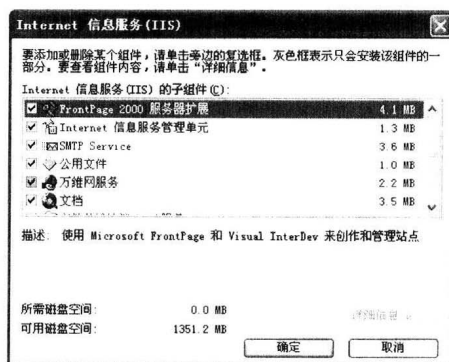 Internet 信息服务(IIS)
要添加或删除某个组件，请单击旁边的复选框。灰色框表示只会安装该组件的一
部分。要查看组件内容，请单击“详细信息”。
Internet 信息服务(IIS) 的子组件(C):
FrontPage 2000 服务器扩展 4.1 MB
Internet 信息服务管理单元 1.3 MB
SMTP Service 3.6 MB
公用文件 1.0 MB
万维网服务 2.2 MB
文档 3.5 MB
描述: 使用 Microsoft FrontPage 和 Visual InterDev 来创作和管理站点
所需磁盘空间: 0.0 MB
详细信息
可用磁盘空间: 1351.2 MB
确定 取消